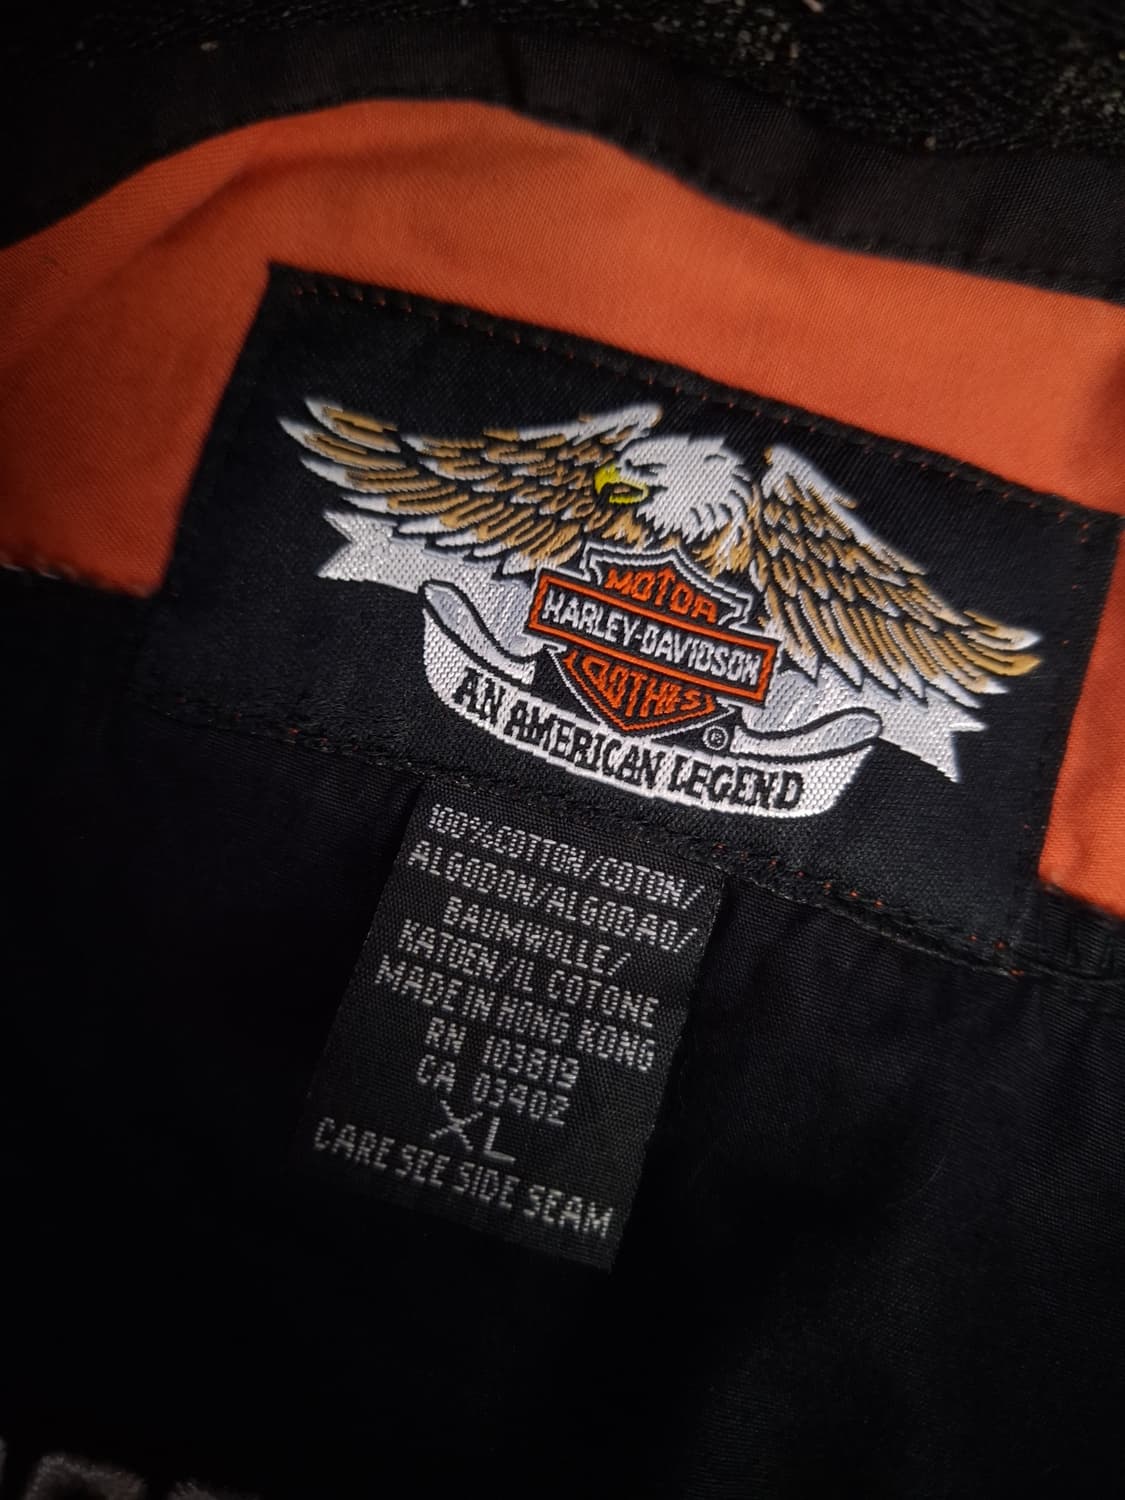 MOTOR
HARLEY-DAVIDSON
CLOTHES
®
AN AMERICAN LEGEND
100%COTTON/COTON/
ALGODON/ALGODAO/
BAUMWOLLE/
KATOEN/IL COTONE
MADE IN HONG KONG
RN 103819
CA 03402
XL
CARE SEE SIDE SEAM